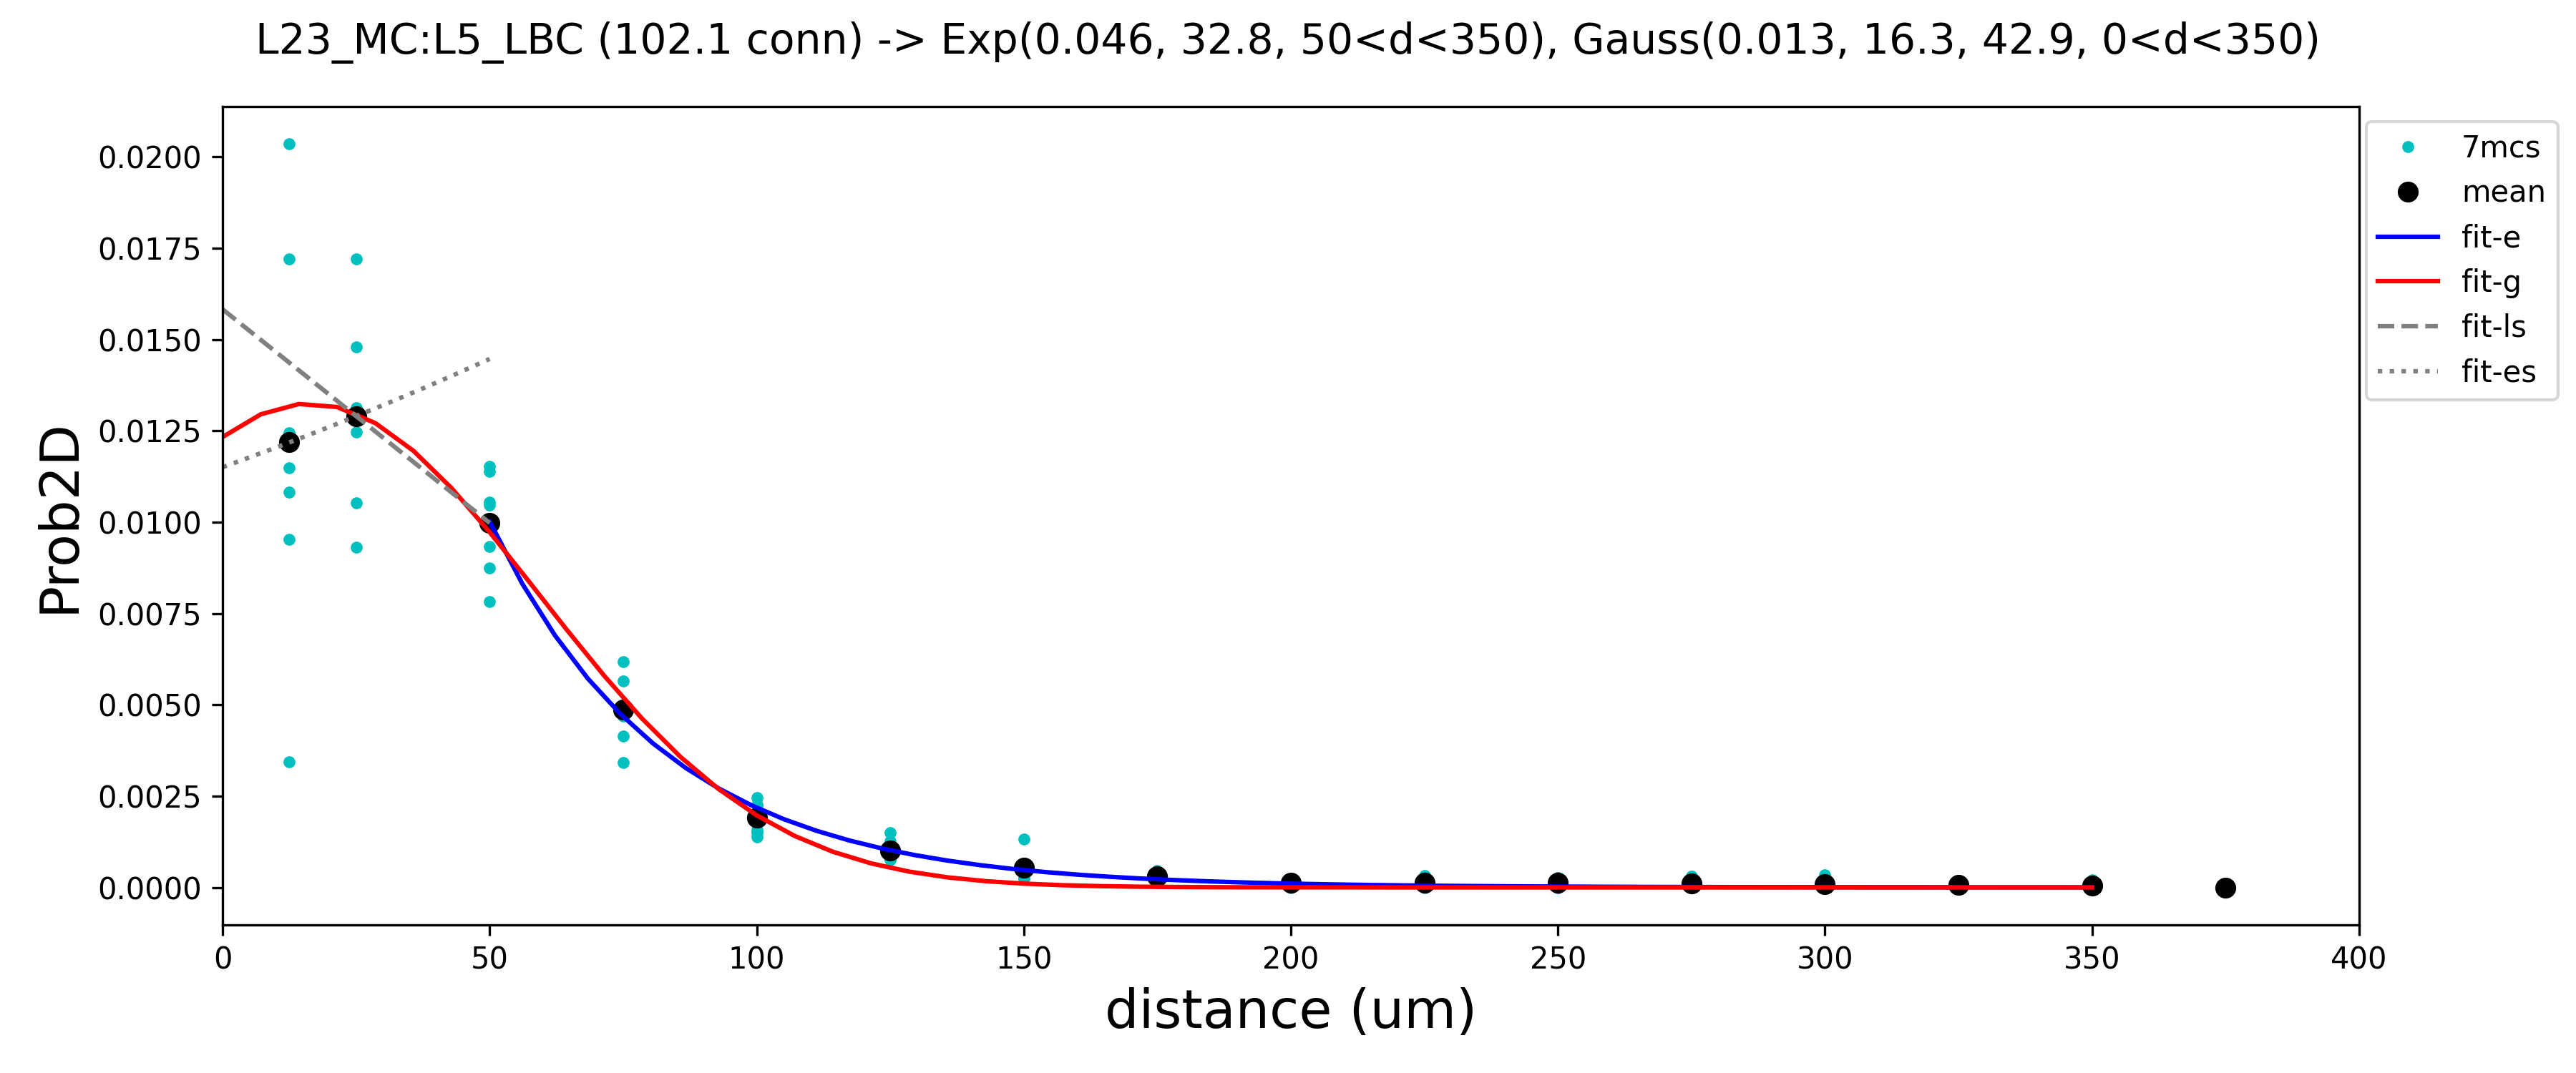 L23_MC:L5_LBC (102.1 conn) -> Exp(0.046, 32.8, 50<d<350), Gauss(0.013, 16.3, 42.9, 0<d<350)
0.0200
0.0175
0.0150
0.0125
0.0100
0.0075
0.0050
0.0025
0.0000
Prob2D
0 50 100 150 200 250 300 350 400
distance (um)
7mcs
mean
fit-e
fit-g
fit-ls
fit-es